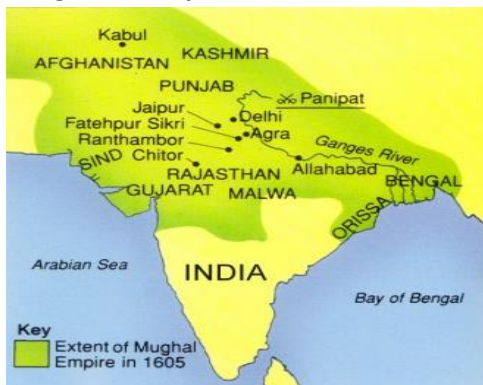 Kabul
AFGHANISTAN
KASHMIR
PUNJAB
Panipat
Jaipur
Delhi
Fatehpur Sikri
Agra
Ranthambor
Ganges River
SIND
Chitor
Allahabad
RAJASTHAN
BENGAL
GUJARAT
MALWA
ORISSA
Arabian Sea
INDIA
Bay of Bengal
Key
Extent of Mughal
Empire in 1605